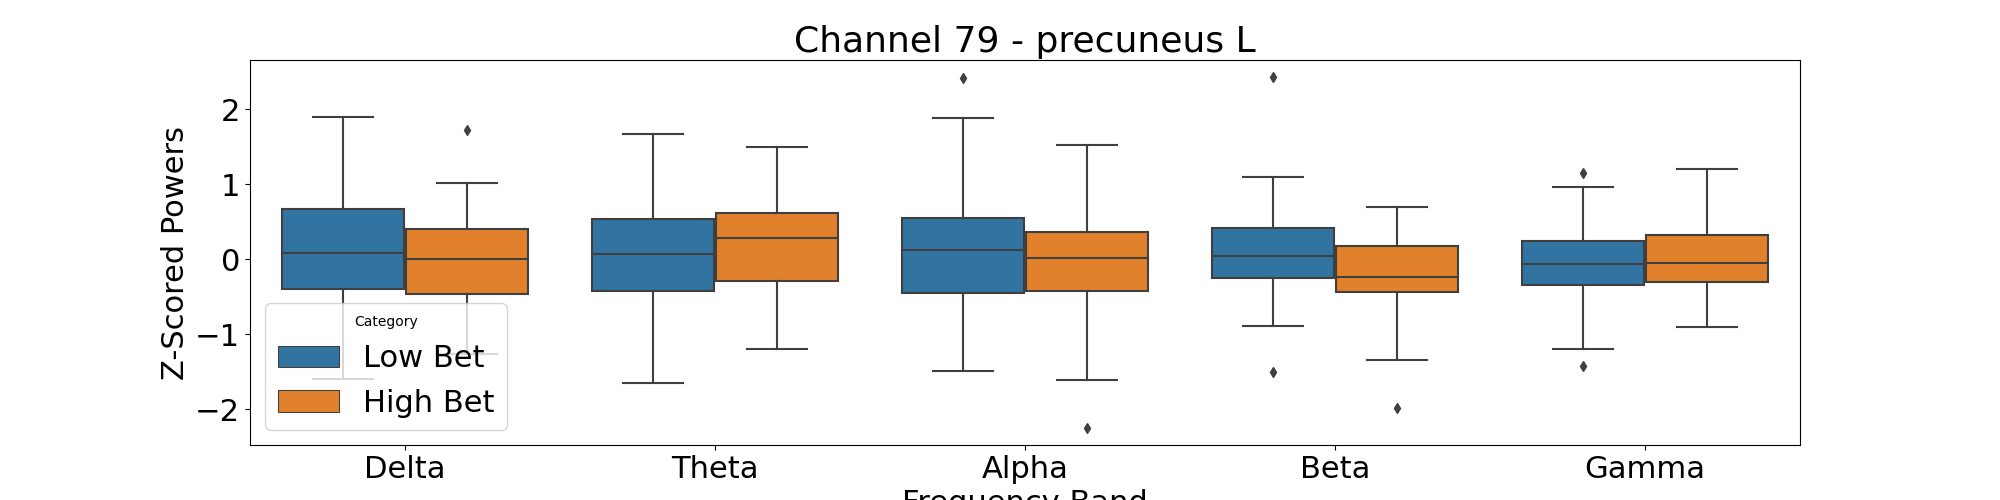 Channel 79 - precuneus L
Z-Scored Powers
2
1
0
−1
−2
Category
Low Bet
High Bet
Delta Theta Alpha Beta Gamma
Frequency Band